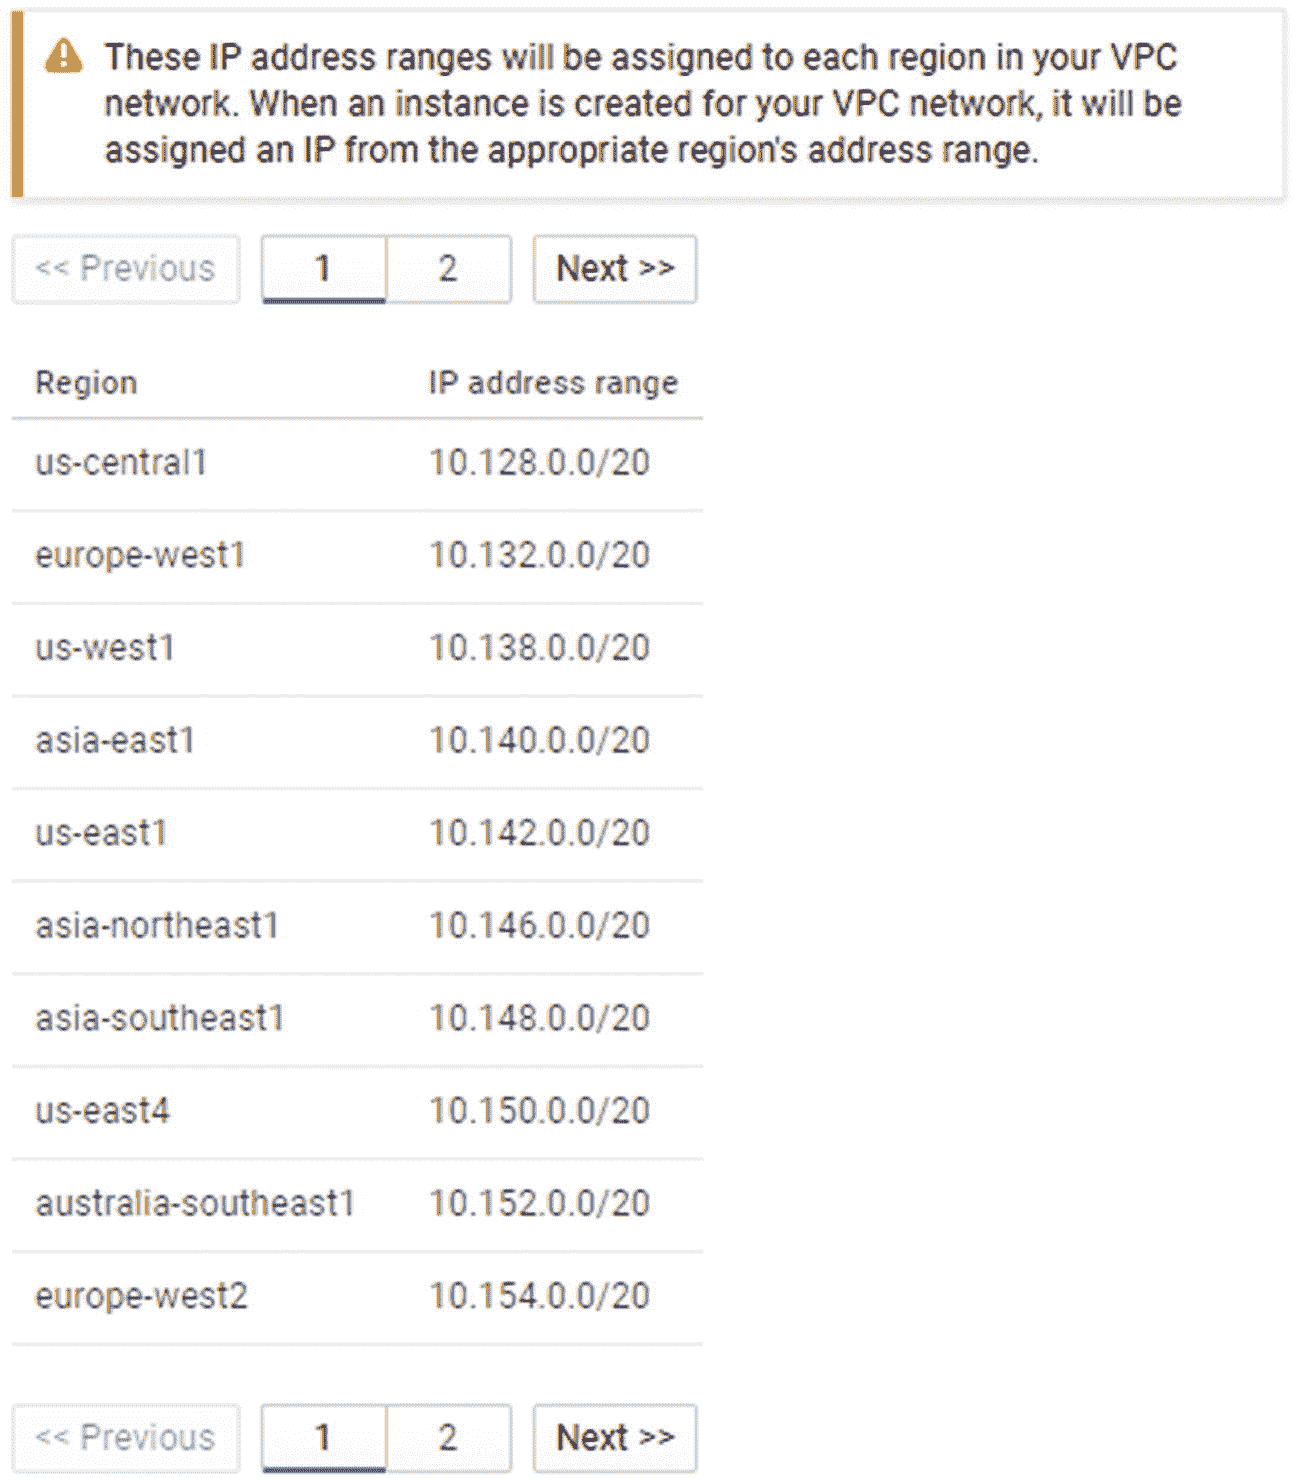 These IP address ranges will be assigned to each region in your VPC
network. When an instance is created for your VPC network, it will be
assigned an IP from the appropriate region's address range.
<< Previous 1 2 Next >>
Region IP address range
us-central1 10.128.0.0/20
europe-west1 10.132.0.0/20
us-west1 10.138.0.0/20
asia-east1 10.140.0.0/20
us-east1 10.142.0.0/20
asia-northeast1 10.146.0.0/20
asia-southeast1 10.148.0.0/20
us-east4 10.150.0.0/20
australia-southeast1 10.152.0.0/20
europe-west2 10.154.0.0/20
<< Previous 1 2 Next >>